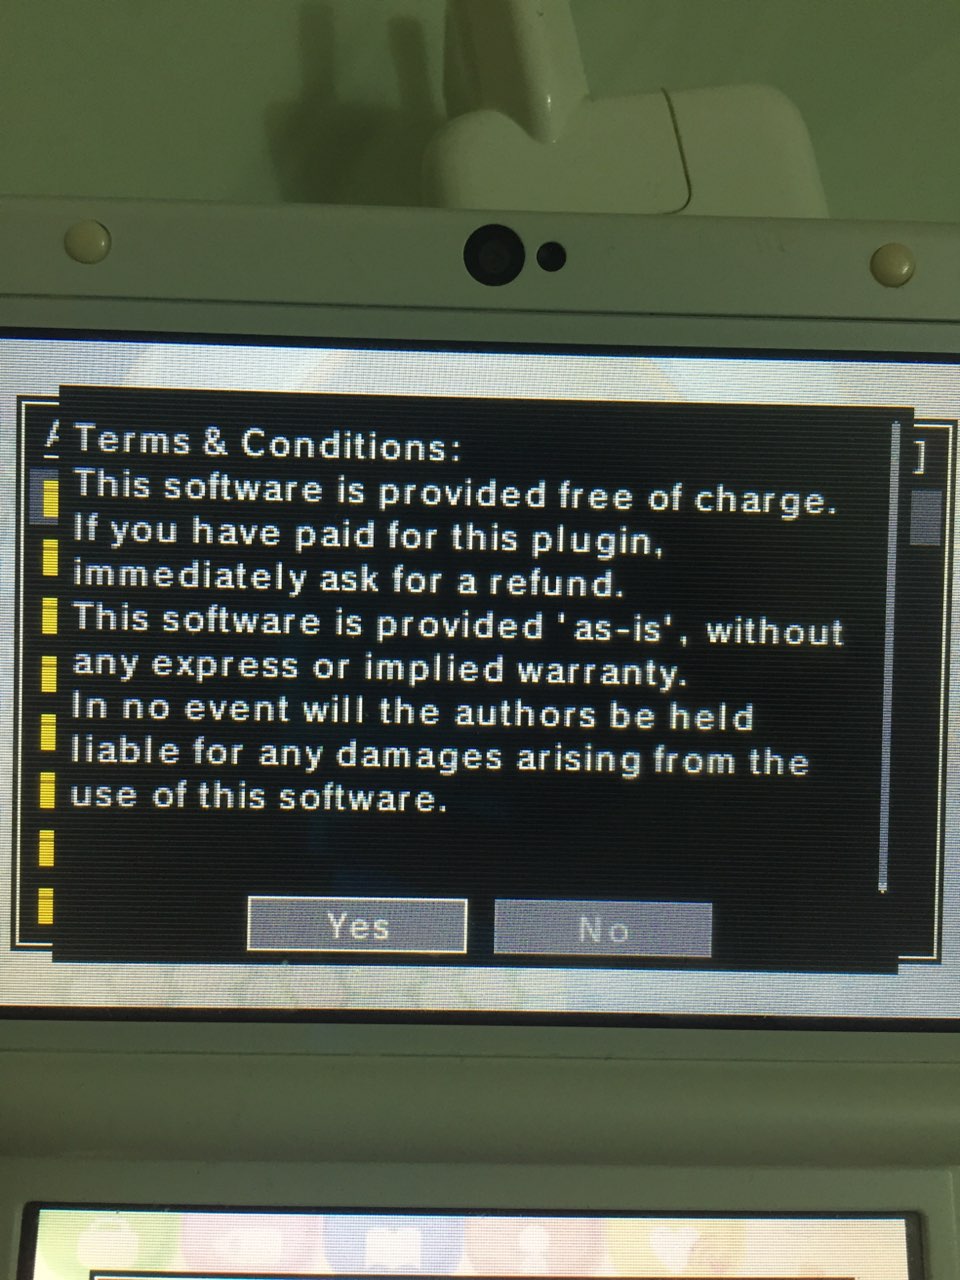 Terms & Conditions:
This software is provided free of charge.
If you have paid for this plugin,
immediately ask for a refund.
This software is provided 'as-is', without
any express or implied warranty.
In no event will the authors be held
liable for any damages arising from the
use of this software.
Yes
No